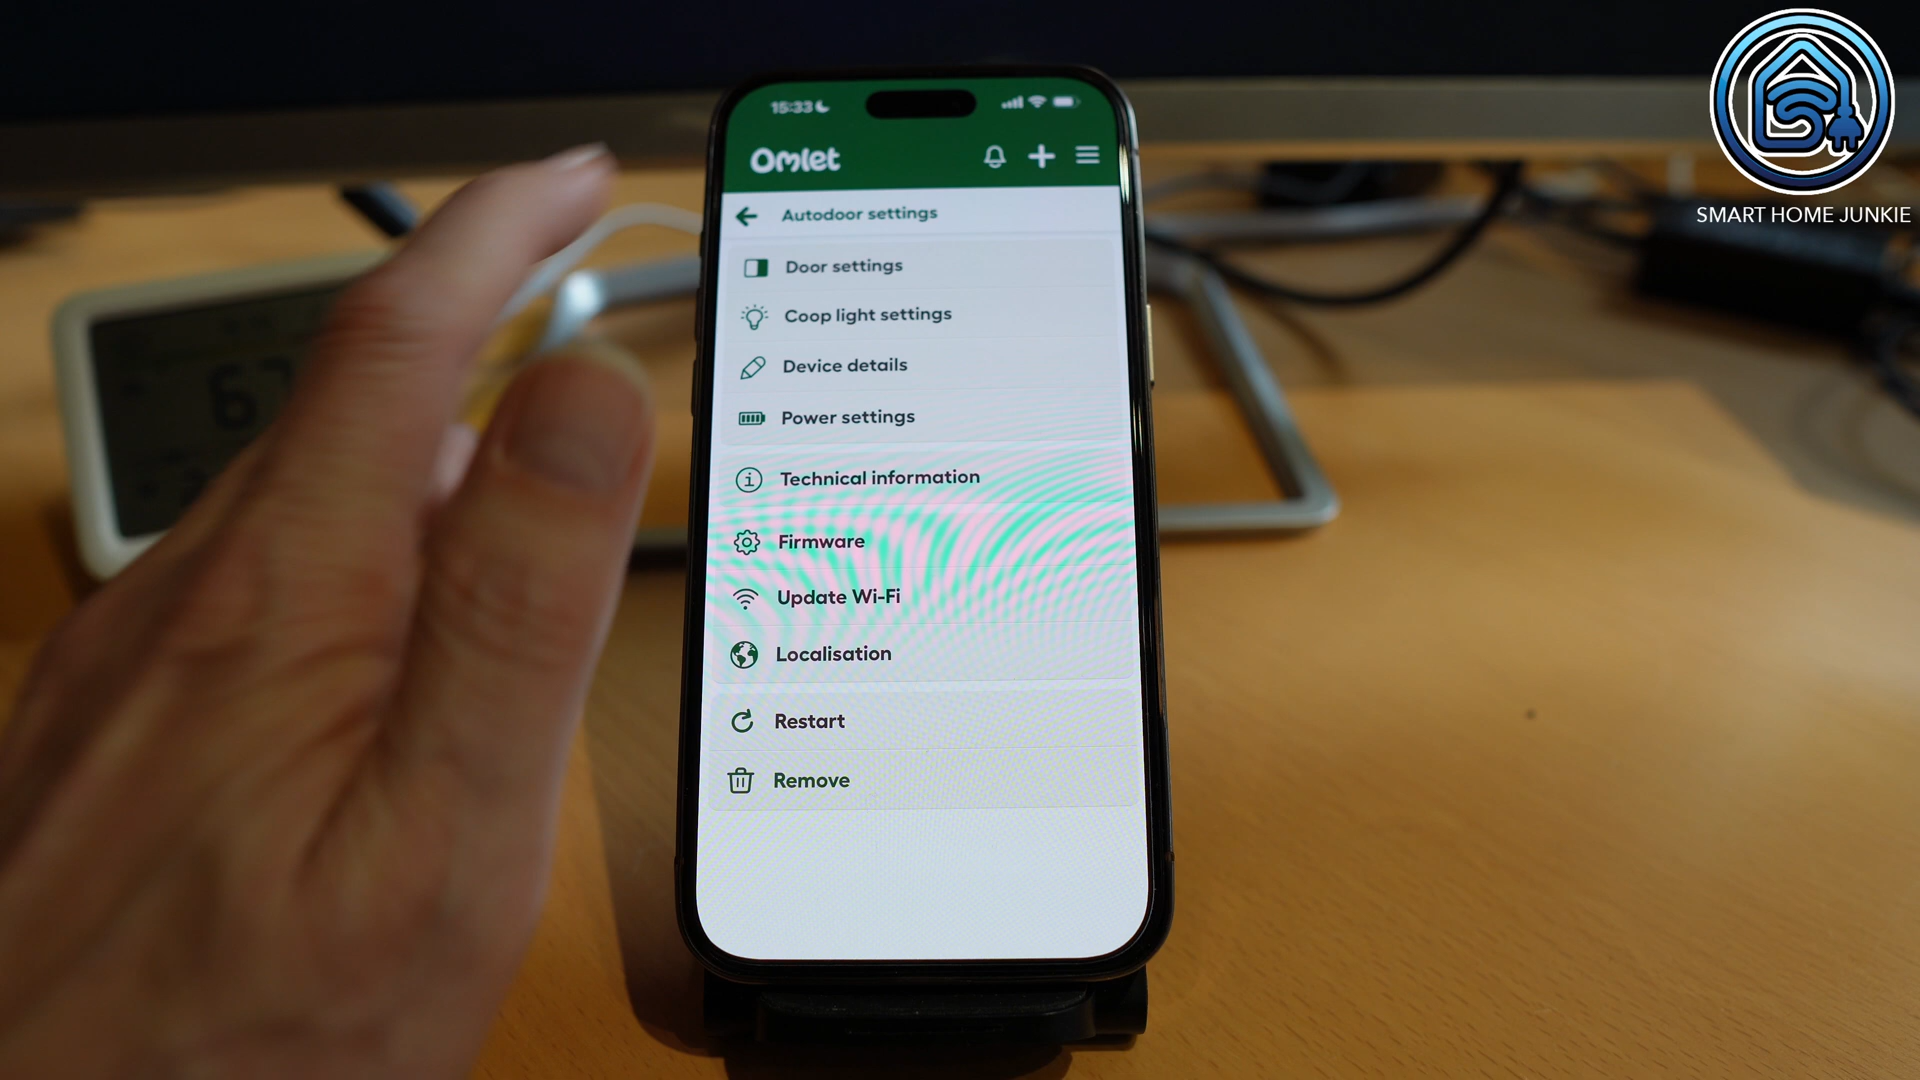 15:33
Omlet
Autodoor settings
Door settings
Coop light settings
Device details
Power settings
Technical information
Firmware
Update Wi-Fi
Localisation
Restart
Remove
SMART HOME JUNKIE